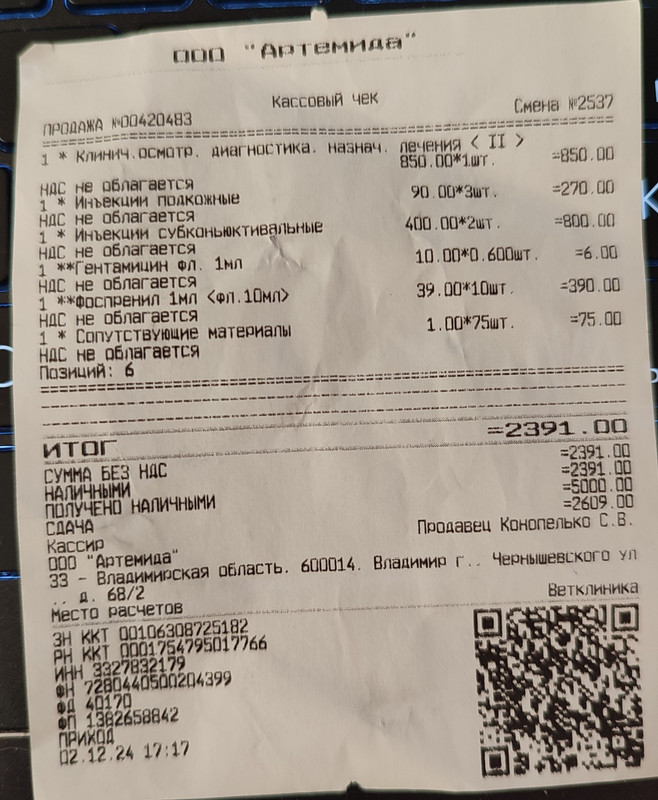 ООО "Артемида"
Кассовый чек
ПРОДАЖА №00420483 Смена №2537
1 * Клинич.осмотр. диагностика. назнач. лечения < II >
850.00*1шт. =850.00
НДС не облагается
1 * Инъекции подкожные 90.00*3шт. =270.00
НДС не облагается
1 * Инъекции субконьюктивальные 400.00*2шт. =800.00
НДС не облагается
1 **Гентамицин фл. 1мл 10.00*0.600шт. =6.00
НДС не облагается
1 **Фоспренил 1мл <фл.10мл> 39.00*10шт. =390.00
НДС не облагается
1 * Сопутствующие материалы 1.00*75шт. =75.00
НДС не облагается
Позиций: 6
ИТОГ =2391.00
СУММА БЕЗ НДС =2391.00
НАЛИЧНЫМИ =2391.00
ПОЛУЧЕНО НАЛИЧНЫМИ =5000.00
СДАЧА =2609.00
Кассир Продавец Конопелько С.В.
ООО "Артемида"
33 - Владимирская область. 600014. Владимир г.. Чернышевского ул
.. д. 68/2
Место расчетов Ветклиника
ЗН ККТ 00106308725182
РН ККТ 0001754795017766
ИНН 3327832179
ФН 7280440500204399
ФД 40170
ФП 1382658842
ПРИХОД
02.12.24 17:17